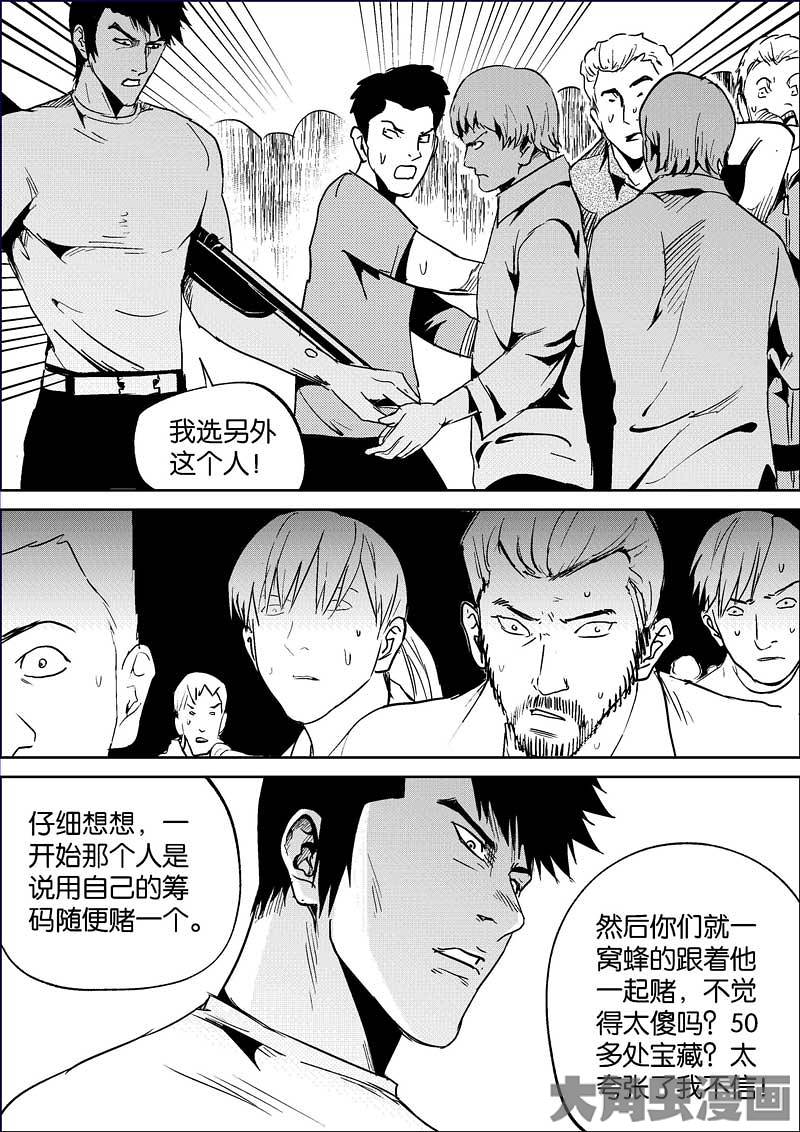 我选另外
这个人！
仔细想想，一
开始那个人是
说用自己的筹
码随便赌一个。
然后你们就一
窝蜂的跟着他
一起赌，不觉
得太傻吗？50
多处宝藏？太
夸张了我不信！
大角虫漫画